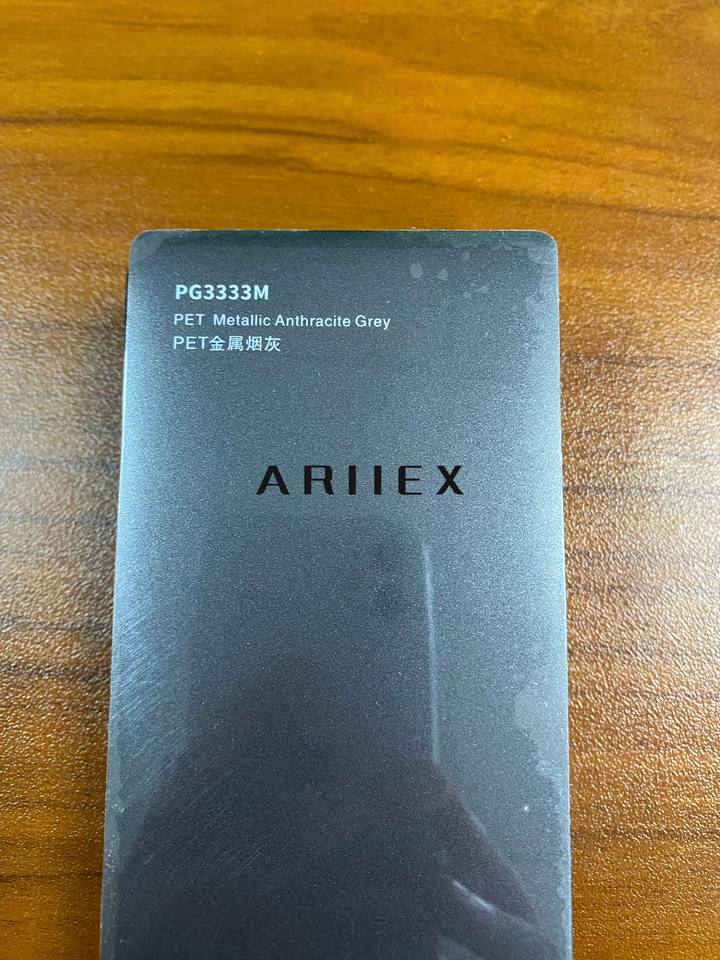 PG3333M
PET Metallic Anthracite Grey
PET金属烟灰
ARIIEX